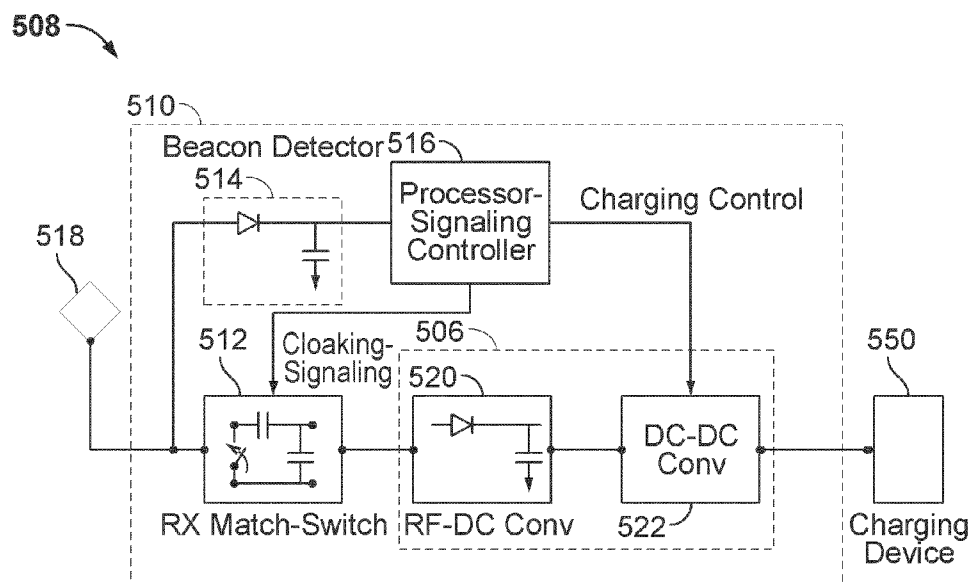 508
510
Beacon Detector
516
514
Processor-
Signaling
Controller
Charging Control
518
512
Cloaking-
Signaling
506
520
550
DC-DC
Conv
RX Match-Switch
RF-DC Conv
522
Charging
Device